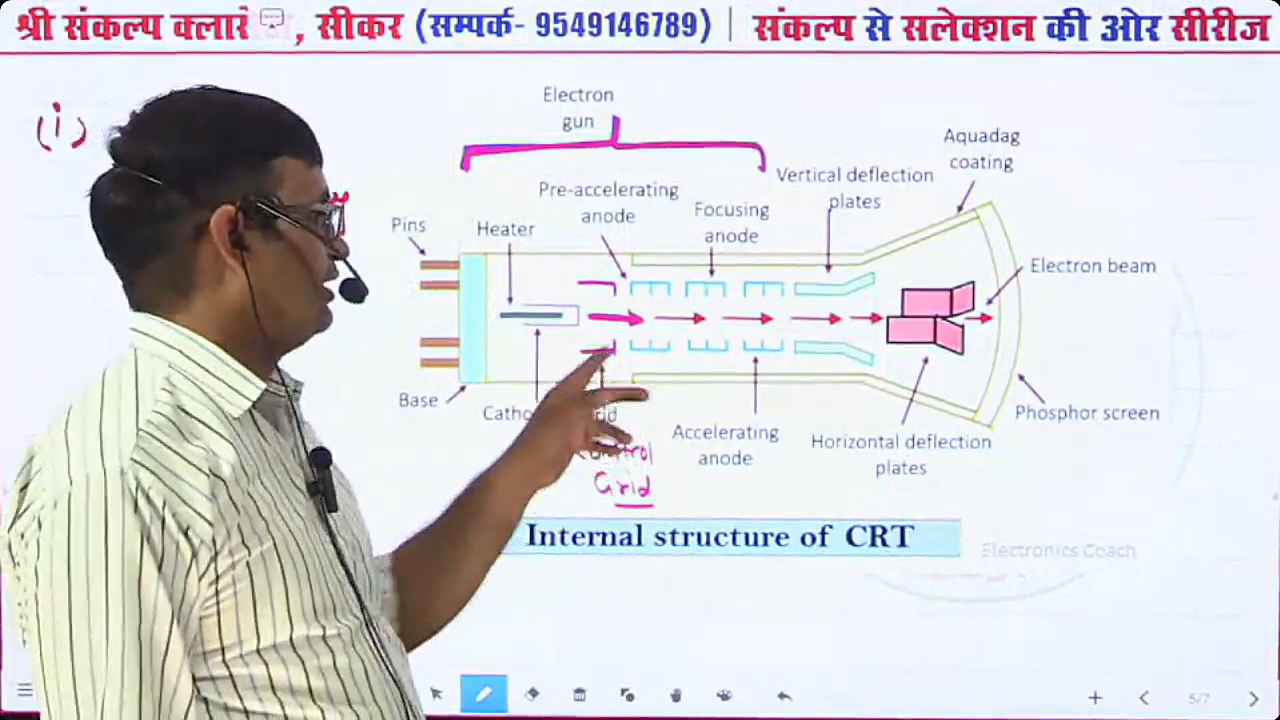 श्री संकल्प क्लासे, सीकर (सम्पर्क- 9549146789) | संकल्प से सलेक्शन की ओर सीरीज
(i)
Electron
gun
Aquadag
coating
Pre-accelerating
anode
Vertical deflection
plates
Focusing
anode
Pins
Heater
Electron beam
Base
Phosphor screen
Accelerating
anode
Horizontal deflection
plates
Control
Grid
Internal structure of CRT
Electronics Coach
5/7